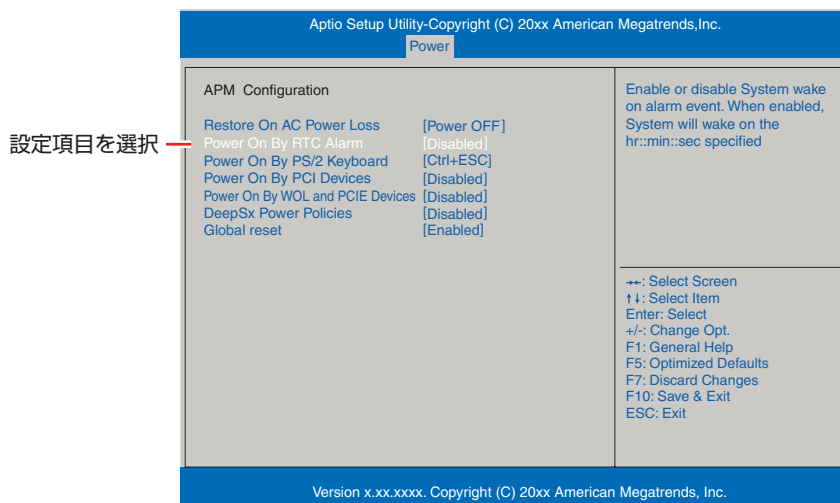 Aptio Setup Utility-Copyright (C) 20xx American Megatrends,Inc.
Power
APM Configuration
Restore On AC Power Loss [Power OFF]
設定項目を選択
Power On By RTC Alarm [Disabled]
Power On By PS/2 Keyboard [Ctrl+ESC]
Power On By PCI Devices [Disabled]
Power On By WOL and PCIE Devices [Disabled]
DeepSx Power Policies [Disabled]
Global reset [Enabled]
Enable or disable System wake
on alarm event. When enabled,
System will wake on the
hr::min::sec specified
→←: Select Screen
↑↓: Select Item
Enter: Select
+/-: Change Opt.
F1: General Help
F5: Optimized Defaults
F7: Discard Changes
F10: Save & Exit
ESC: Exit
Version x.xx.xxxx. Copyright (C) 20xx American Megatrends, Inc.